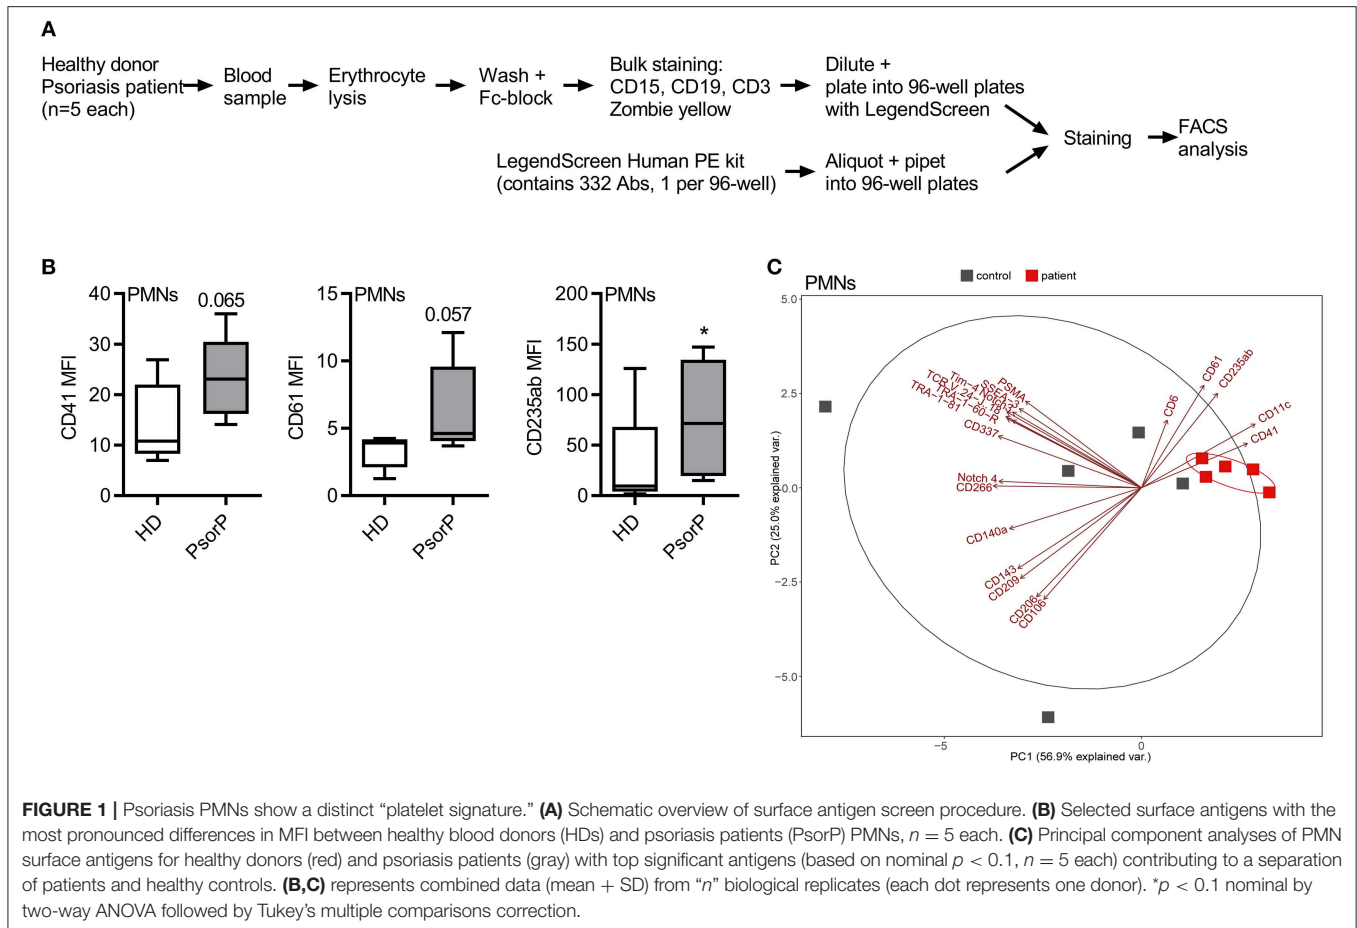 A
Healthy donor
Psoriasis patient
(n=5 each)
Blood
sample
Erythrocyte
lysis
Wash +
Fc-block
Bulk staining:
CD15, CD19, CD3
Zombie yellow
Dilute +
plate into 96-well plates
with LegendScreen
LegendScreen Human PE kit
(contains 332 Abs, 1 per 96-well)
Aliquot + pipet
into 96-well plates
Staining
FACS
analysis
B
PMNs
CD41 MFI
40
30
20
10
0
0.065
HD
PsorP
PMNs
CD61 MFI
15
10
5
0
0.057
HD
PsorP
PMNs
CD235ab MFI
200
150
100
50
0
*
HD
PsorP
C
PMNs
control
patient
5.0
2.5
0.0
−2.5
−5.0
PC2 (25.0% explained var.)
−5
0
PC1 (56.9% explained var.)
CD61
CD235ab
CD6
CD11c
CD41
PSMA
SSEA-3
Tim-4
TRA-1-60-R
TRA-1-81
CD337
Notch 4
CD266
CD140a
CD143
CD209
CD206
CD106
FIGURE 1 | Psoriasis PMNs show a distinct “platelet signature.” (A) Schematic overview of surface antigen screen procedure. (B) Selected surface antigens with the
most pronounced differences in MFI between healthy blood donors (HDs) and psoriasis patients (PsorP) PMNs, n = 5 each. (C) Principal component analyses of PMN
surface antigens for healthy donors (red) and psoriasis patients (gray) with top significant antigens (based on nominal p < 0.1, n = 5 each) contributing to a separation
of patients and healthy controls. (B,C) represents combined data (mean + SD) from “n” biological replicates (each dot represents one donor). *p < 0.1 nominal by
two-way ANOVA followed by Tukey’s multiple comparisons correction.